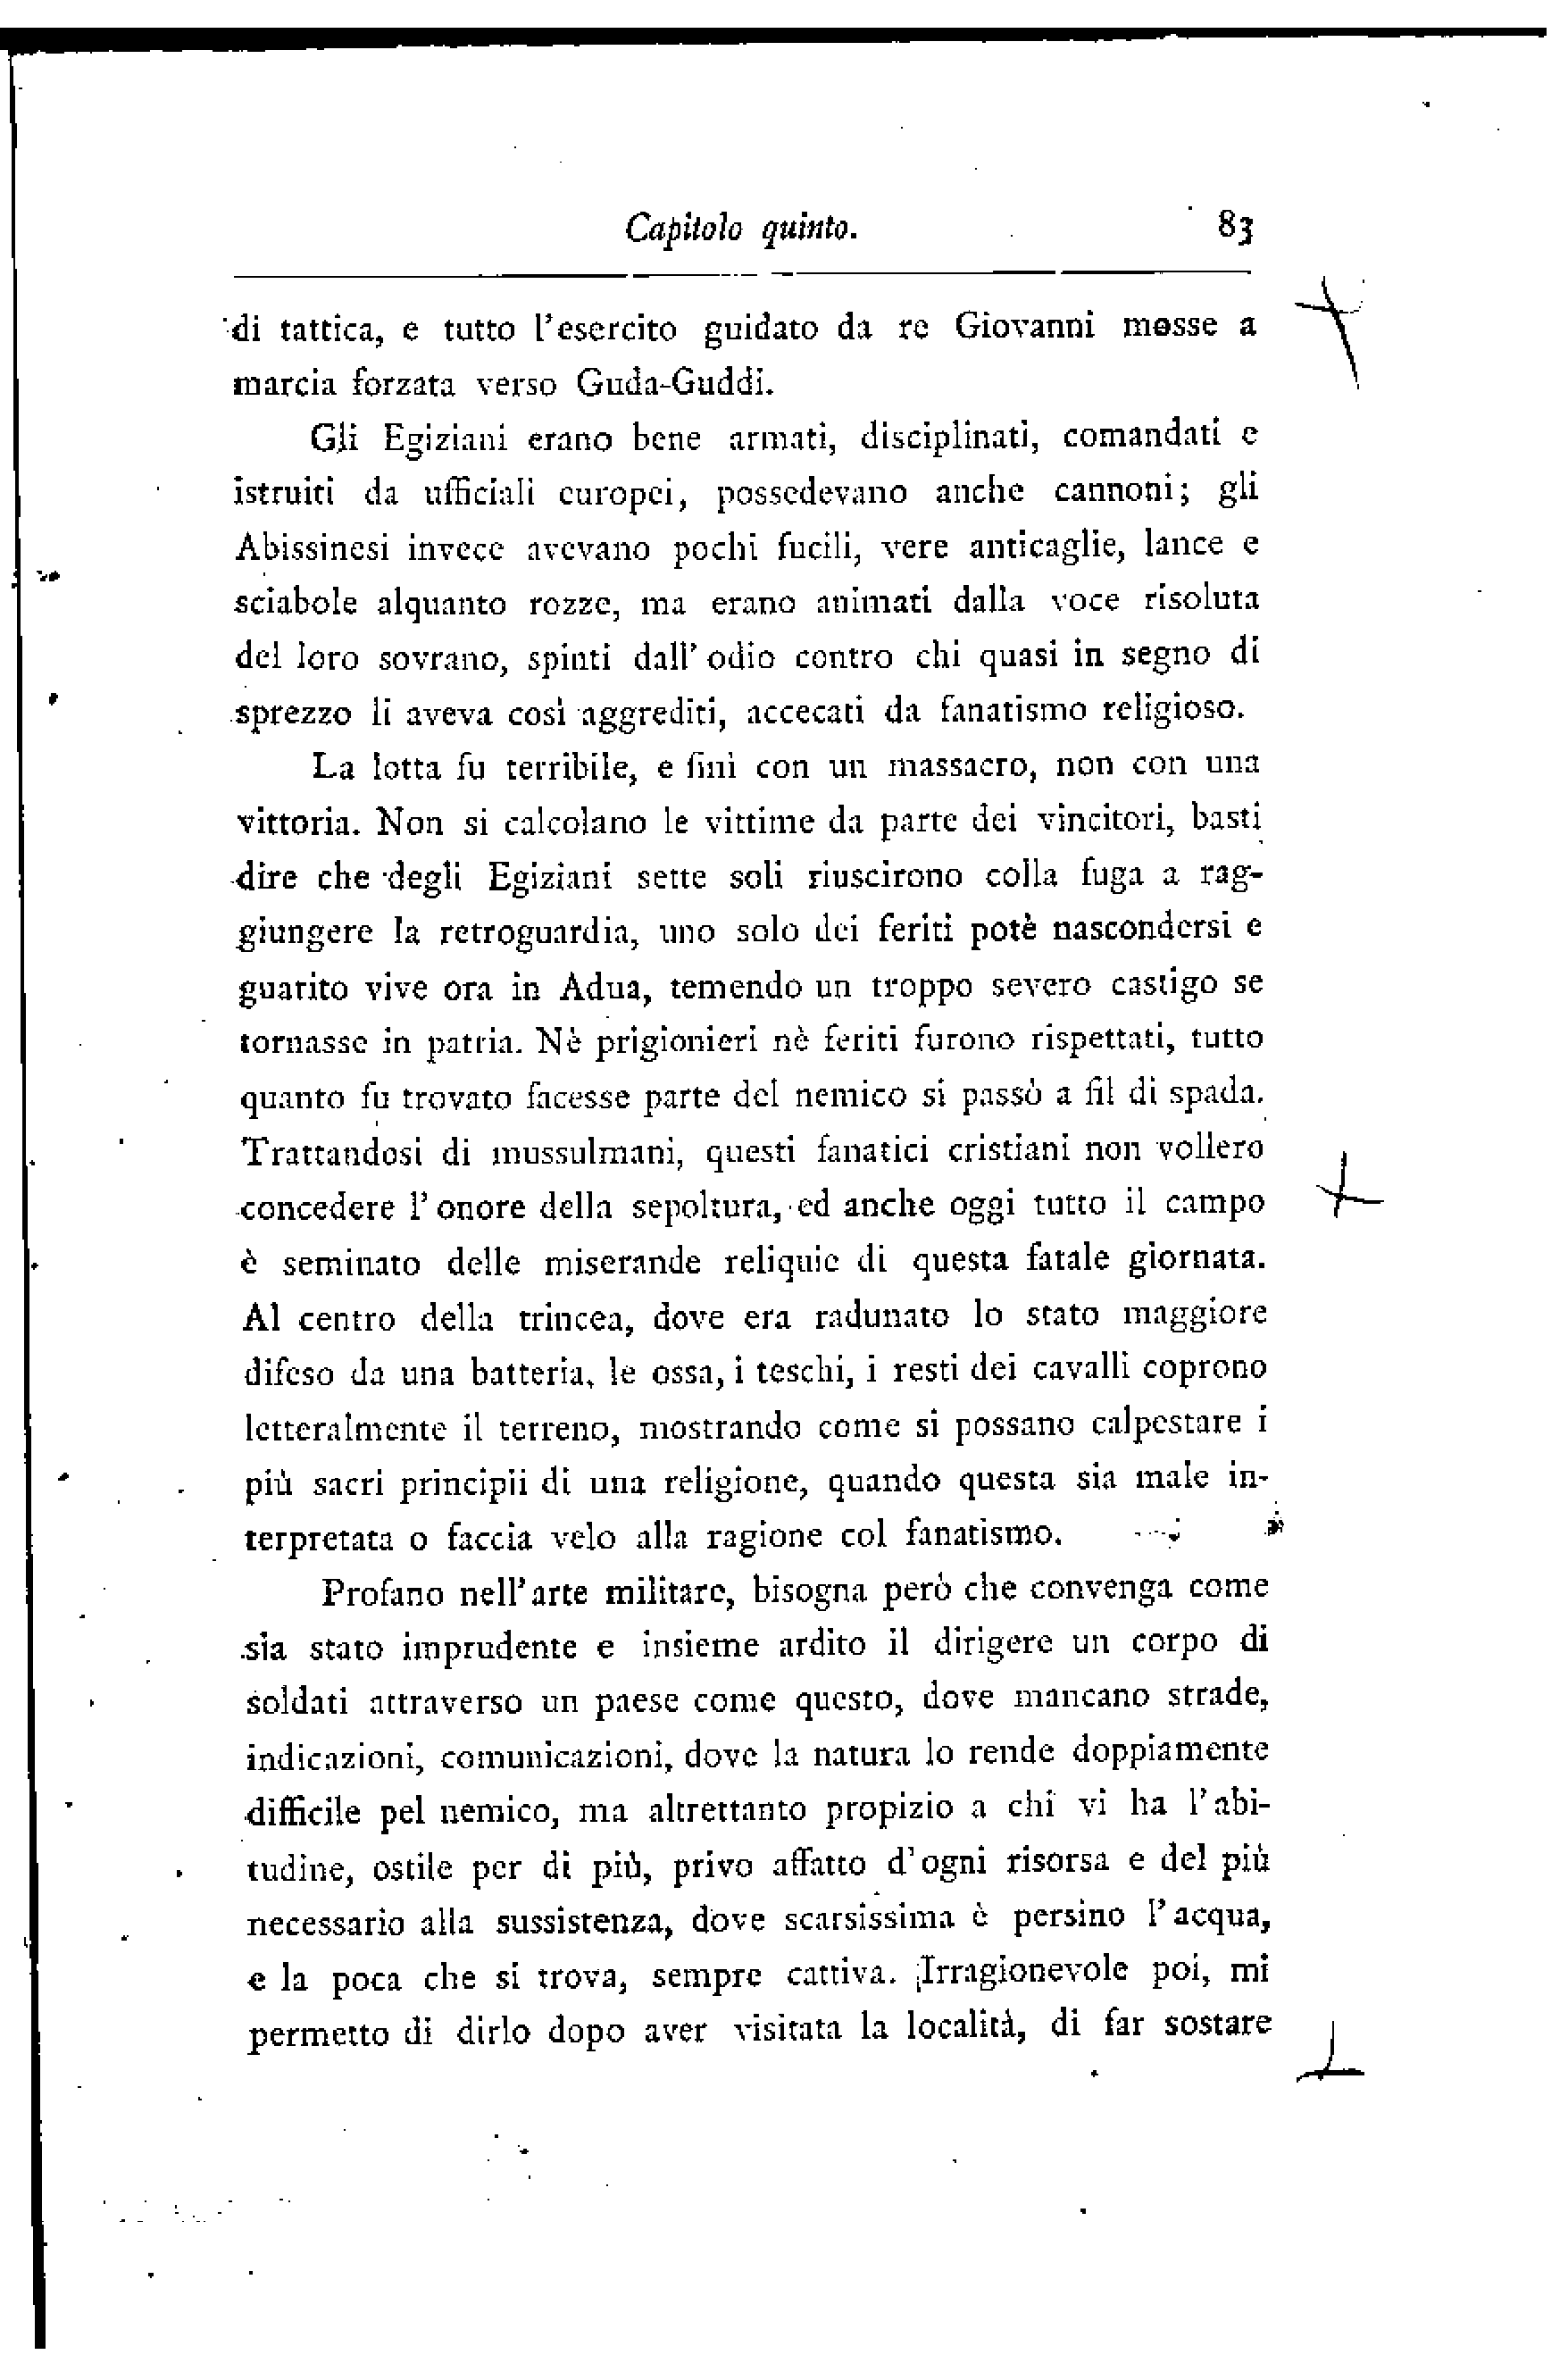 Capitolo quinto. 83
di tattica, e tutto l'esercito guidato da re Giovanni mosse a
marcia forzata verso Guda-Guddi.
Gli Egiziani erano bene armati, disciplinati, comandati e
istruiti da ufficiali europei, possedevano anche cannoni; gli
Abissinesi invece avevano pochi fucili, vere anticaglie, lance e
sciabole alquanto rozze, ma erano animati dalla voce risoluta
del loro sovrano, spinti dall'odio contro chi quasi in segno di
sprezzo li aveva così aggrediti, accecati da fanatismo religioso.
La lotta fu terribile, e finì con un massacro, non con una
vittoria. Non si calcolano le vittime da parte dei vincitori, basti
dire che degli Egiziani sette soli riuscirono colla fuga a rag-
giungere la retroguardia, uno solo dei feriti potè nascondersi e
guarito vive ora in Adua, temendo un troppo severo castigo se
tornasse in patria. Nè prigionieri nè feriti furono rispettati, tutto
quanto fu trovato facesse parte del nemico si passò a fil di spada.
Trattandosi di mussulmani, questi fanatici cristiani non vollero
concedere l'onore della sepoltura, ed anche oggi tutto il campo
è seminato delle miserande reliquie di questa fatale giornata.
Al centro della trincea, dove era radunato lo stato maggiore
difeso da una batteria, le ossa, i teschi, i resti dei cavalli coprono
letteralmente il terreno, mostrando come si possano calpestare i
più sacri principii di una religione, quando questa sia male in-
terpretata o faccia velo alla ragione col fanatismo.
Profano nell'arte militare, bisogna però che convenga come
sia stato imprudente e insieme ardito il dirigere un corpo di
soldati attraverso un paese come questo, dove mancano strade,
indicazioni, comunicazioni, dove la natura lo rende doppiamente
difficile pel nemico, ma altrettanto propizio a chi vi ha l'abi-
tudine, ostile per di più, privo affatto d'ogni risorsa e del più
necessario alla sussistenza, dove scarsissima è persino l'acqua,
e la poca che si trova, sempre cattiva. Irragionevole poi, mi
permetto di dirlo dopo aver visitata la località, di far sostare